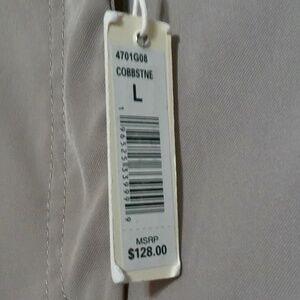 4701G08
COBBSTNE
L
MSRP
$128.00